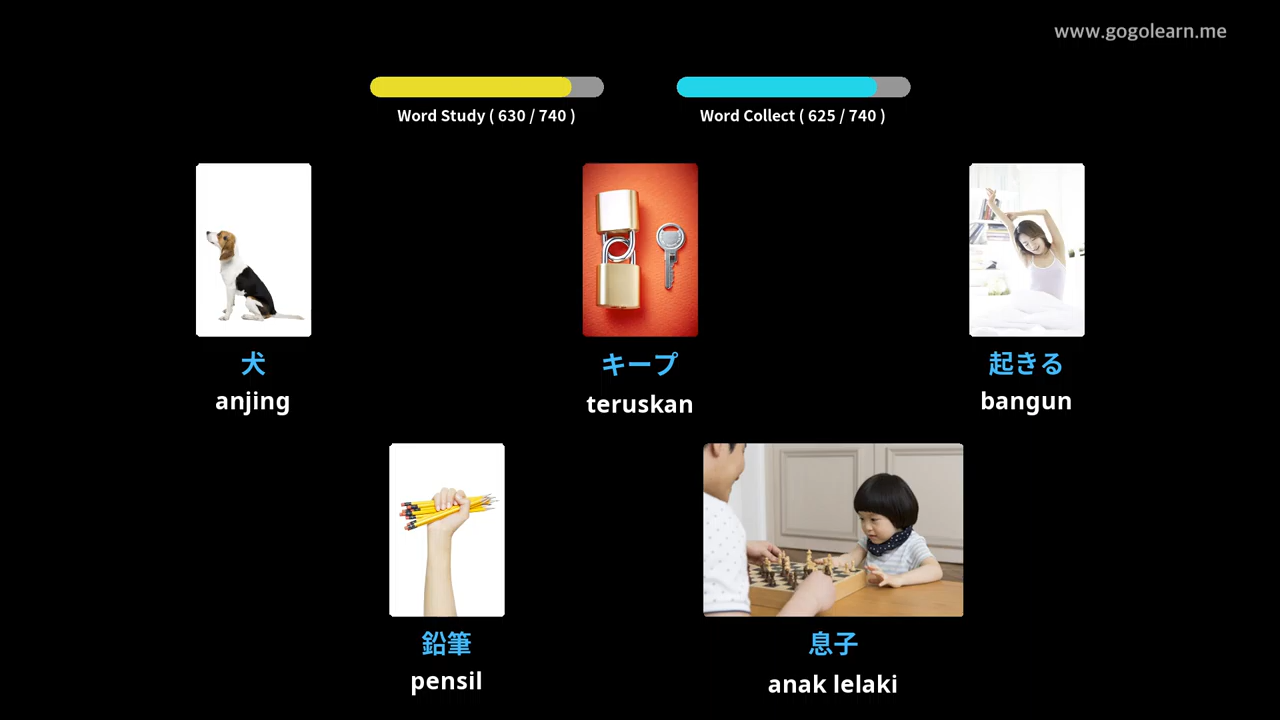 www.gogolearn.me
Word Study ( 630 / 740 )
Word Collect ( 625 / 740 )
犬
anjing
キープ
teruskan
起きる
bangun
鉛筆
pensil
息子
anak lelaki